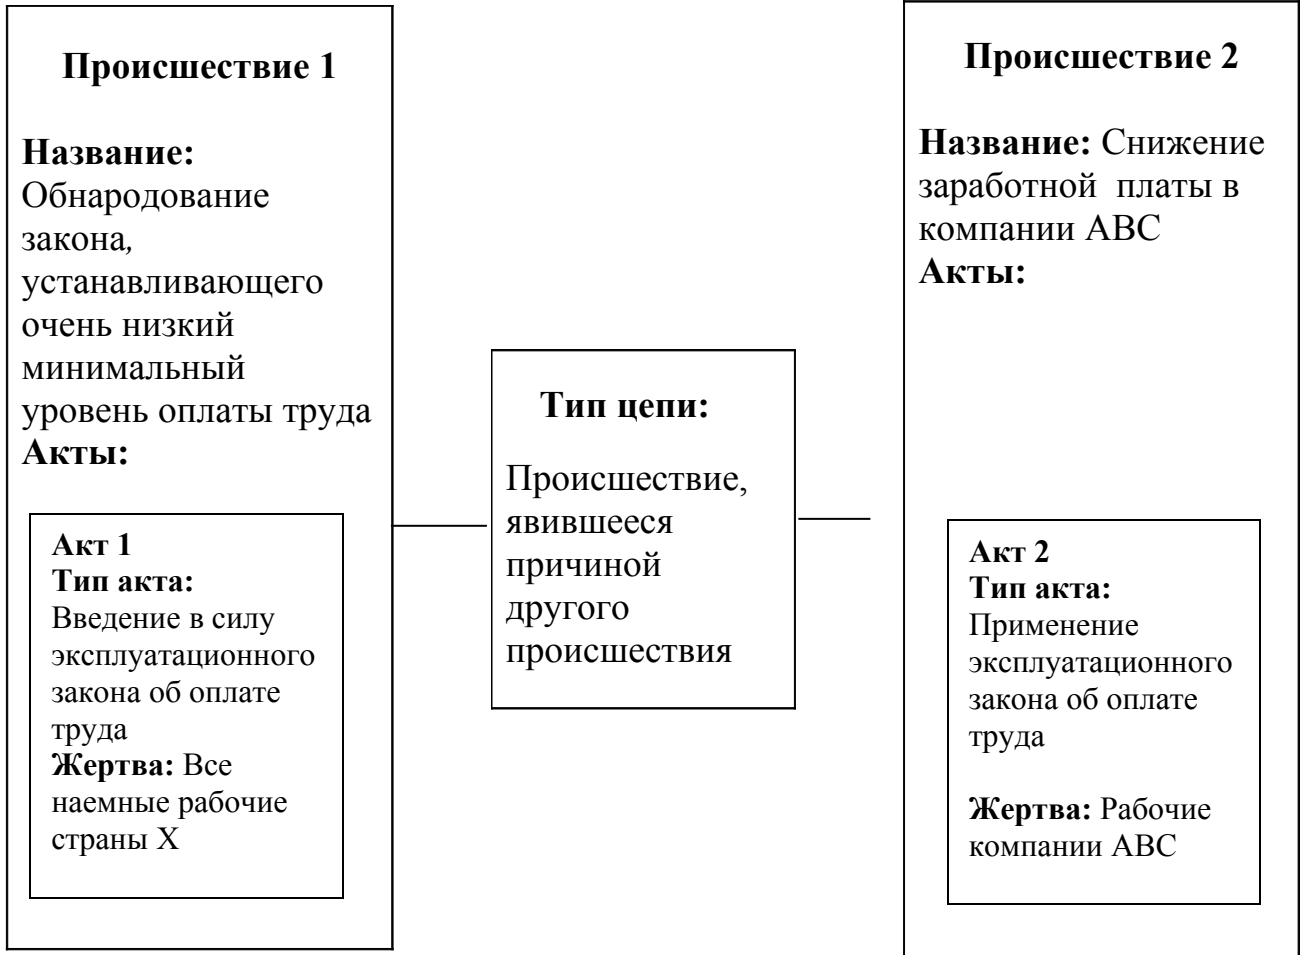 Происшествие 1
Название:
Обнародование
закона,
устанавливающего
очень низкий
минимальный
уровень оплаты труда
Акты:
Акт 1
Тип акта:
Введение в силу
эксплуатационного
закона об оплате
труда
Жертва: Все
наемные рабочие
страны Х
Тип цепи:
Происшествие,
явившееся
причиной
другого
происшествия
Происшествие 2
Название: Снижение
заработной платы в
компании АВС
Акты:
Акт 2
Тип акта:
Применение
эксплуатационного
закона об оплате
труда
Жертва: Рабочие
компании АВС